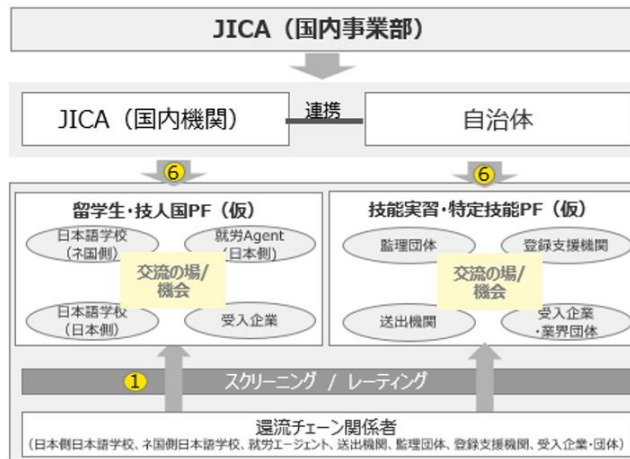 JICA（国内事業部）
JICA（国内機関）
連携
自治体
⑥
⑥
留学生・技人国PF（仮）
日本語学校
（ネ国側）
就労Agent
（日本側）
交流の場/
機会
日本語学校
（日本側）
受入企業
技能実習・特定技能PF（仮）
監理団体
登録支援機関
交流の場/
機会
送出機関
受入企業
・業界団体
①
スクリーニング / レーティング
還流チェーン関係者
（日本側日本語学校、ネ国側日本語学校、就労エージェント、送出機関、監理団体、登録支援機関、受入企業・団体）